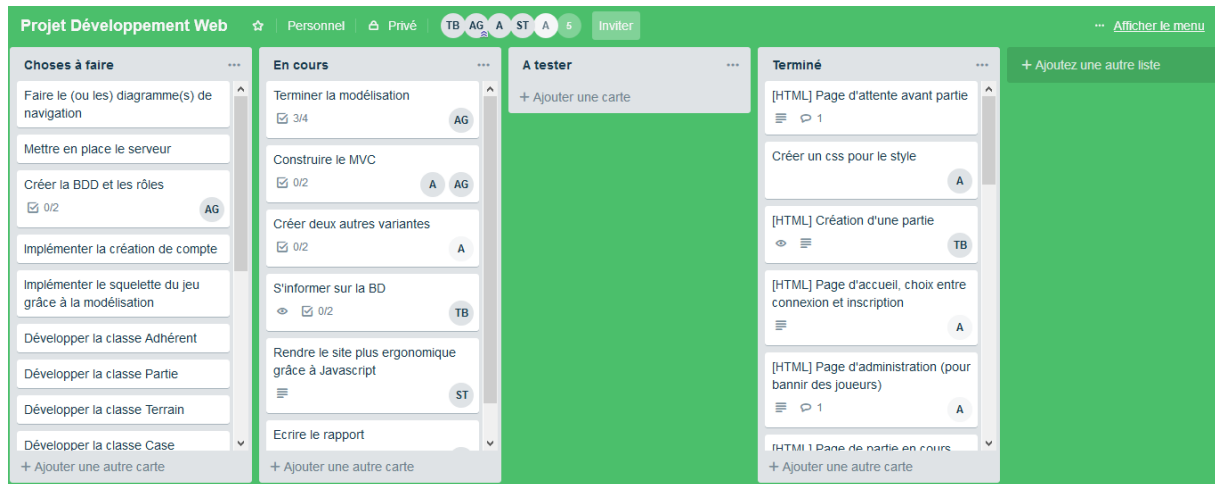 Projet Développement Web
Personnel
Privé
TB AG A ST A 5
Inviter
Afficher le menu
Choses à faire
Faire le (ou les) diagramme(s) de
navigation
Mettre en place le serveur
Créer la BDD et les rôles
0/2
AG
Implémenter la création de compte
Implémenter le squelette du jeu
grâce à la modélisation
Développer la classe Adhérent
Développer la classe Partie
Développer la classe Terrain
Développer la classe Case
+ Ajouter une autre carte
En cours
Terminer la modélisation
3/4
AG
Construire le MVC
0/2
A AG
Créer deux autres variantes
0/2
A
S'informer sur la BD
0/2
TB
Rendre le site plus ergonomique
grâce à Javascript
ST
Ecrire le rapport
+ Ajouter une autre carte
A tester
+ Ajouter une carte
Terminé
[HTML] Page d'attente avant partie
1
Créer un css pour le style
A
[HTML] Création d'une partie
TB
[HTML] Page d'accueil, choix entre
connexion et inscription
A
[HTML] Page d'administration (pour
bannir des joueurs)
1
A
[HTML] Page de partie en cours
+ Ajouter une autre carte
+ Ajoutez une autre liste